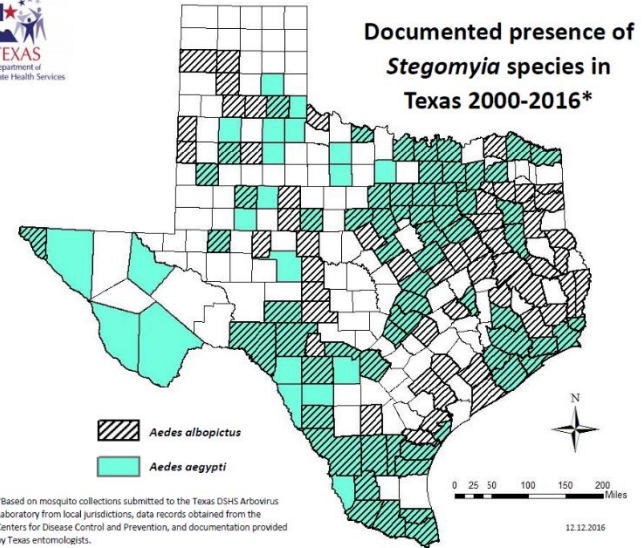 TEXAS
Department of
State Health Services
Documented presence of
Stegomyia species in
Texas 2000-2016*
Aedes albopictus
Aedes aegypti
*Based on mosquito collections submitted to the Texas DSHS Arbovirus
Laboratory from local jurisdictions, data records obtained from the
Centers for Disease Control and Prevention, and documentation provided
by Texas entomologists.
N
0 25 50 100 150 200
Miles
12.12.2016